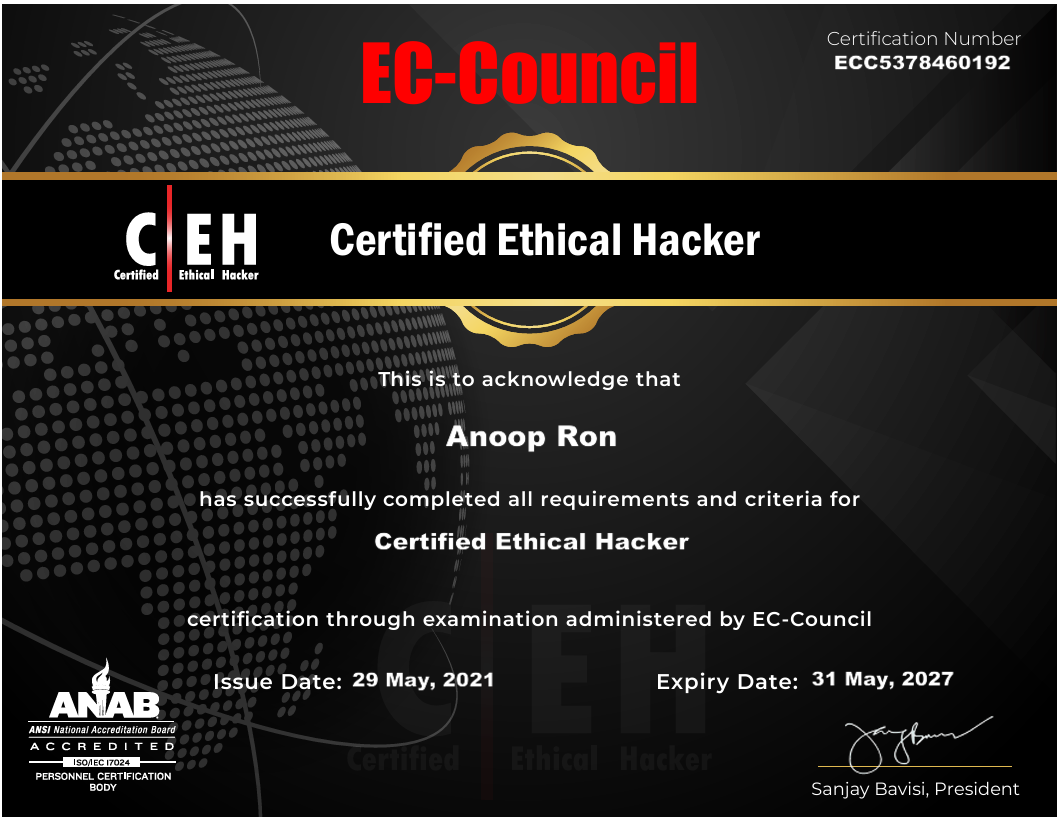 EC-Council
Certification Number
ECC5378460192
C EH
Certified Ethical Hacker
Certified Ethical Hacker
This is to acknowledge that
Anoop Ron
has successfully completed all requirements and criteria for
Certified Ethical Hacker
certification through examination administered by EC-Council
Issue Date: 29 May, 2021
Expiry Date: 31 May, 2027
C EH
Certified Ethical Hacker
ANAB
ANSI National Accreditation Board
ACCREDITED
ISO/IEC 17024
PERSONNEL CERTIFICATION
BODY
Sanjay Bavisi, President